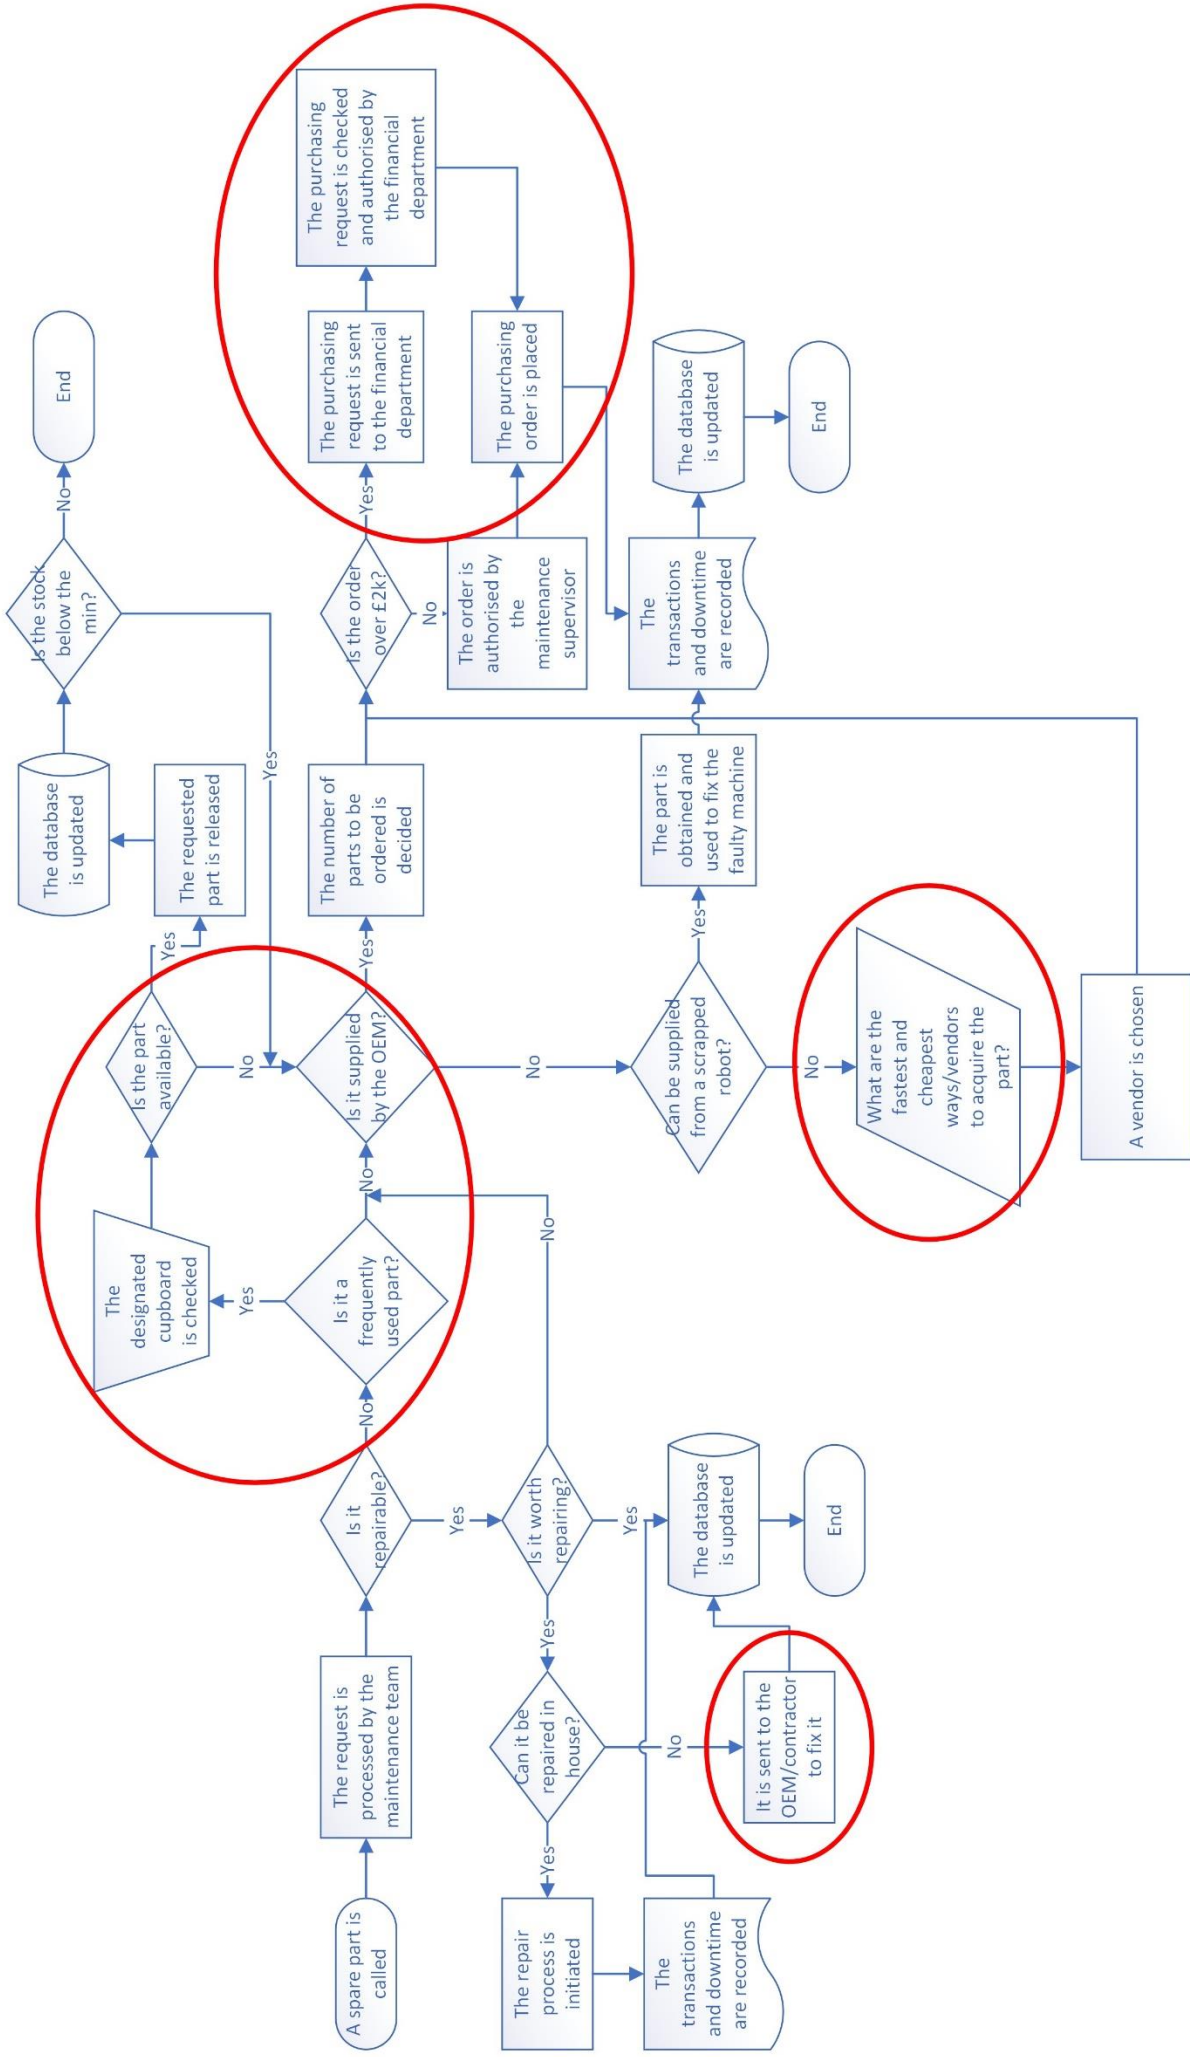 A spare part is
called
The request is
processed by the
maintenance team
Is it
repairable?
No
Yes
Is it a
frequently
used part?
Yes
No
The
designated
cupboard
is checked
Is the part
available?
Yes
No
The requested
part is released
The database
is updated
Is the stock
below the
min?
No
Yes
End
Is it supplied
by the OEM?
Yes
No
The number of
parts to be
ordered is
decided
Is the order
over £2k?
Yes
No
The purchasing
request is sent
to the financial
department
The purchasing
request is checked
and authorised by
the financial
department
The order is
authorised by
the
maintenance
supervisor
The purchasing
order is placed
Is it worth
repairing?
No
Yes
Yes
Can it be
repaired in
house?
Yes
No
The repair
process is
initiated
The
transactions
and downtime
are recorded
It is sent to the
OEM/contractor
to fix it
The database
is updated
End
Can be supplied
from a scrapped
robot?
Yes
No
The part is
obtained and
used to fix the
faulty machine
The
transactions
and downtime
are recorded
The database
is updated
End
What are the
fastest and
cheapest
ways/vendors
to acquire the
part?
A vendor is chosen